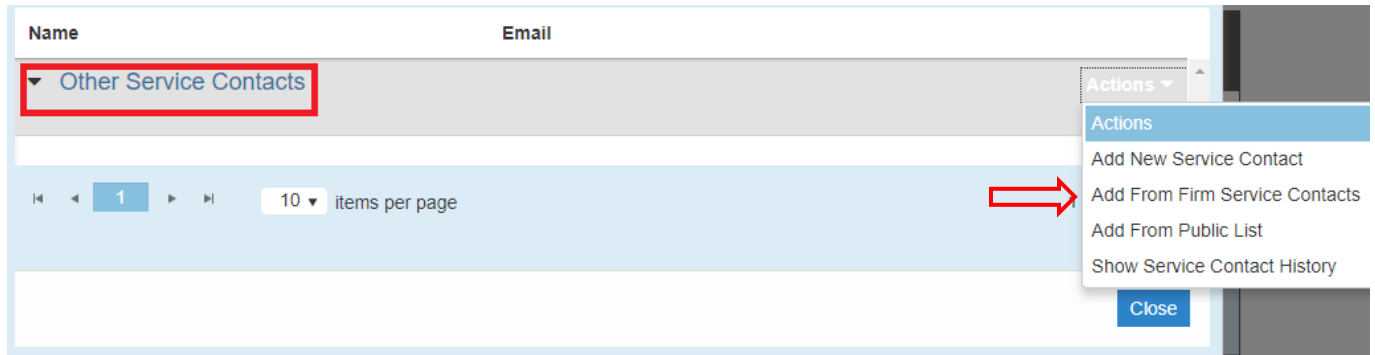 Name Email
Other Service Contacts Actions
Actions
Add New Service Contact
Add From Firm Service Contacts
1 10 items per page
Add From Public List
Show Service Contact History
Close